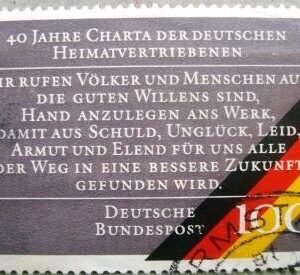 40 JAHRE CHARTA DER DEUTSCHEN
HEIMATVERTRIEBENEN
IR RUFEN VÖLKER UND MENSCHEN AU
DIE GUTEN WILLENS SIND,
HAND ANZULEGEN ANS WERK,
DAMIT AUS SCHULD, UNGLÜCK, LEID,
ARMUT UND ELEND FÜR UNS ALLE
DER WEG IN EINE BESSERE ZUKUNFT
GEFUNDEN WIRD.
DEUTSCHE
BUNDESPOST
100